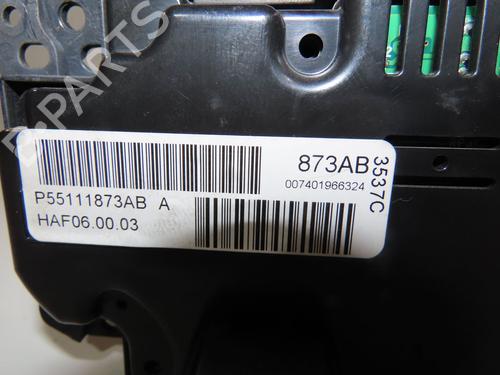 B-PARTS
873AB
007401966324
3537C
P55111873AB A
HAF06.00.03